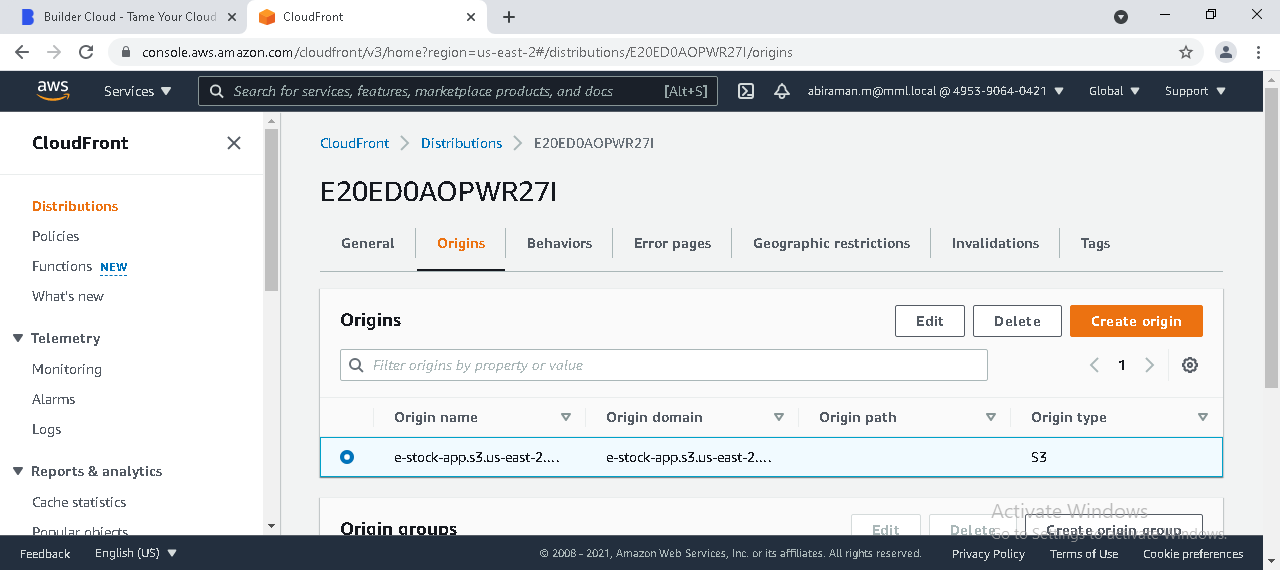 Builder Cloud - Tame Your Cloud
CloudFront
console.aws.amazon.com/cloudfront/v3/home?region=us-east-2#/distributions/E20ED0AOPWR27I/origins
aws
Services
Search for services, features, marketplace products, and docs [Alt+S]
abiraman.m@mml.local @ 4953-9064-0421
Global
Support
CloudFront
Distributions
Policies
Functions NEW
What's new
Telemetry
Monitoring
Alarms
Logs
Reports & analytics
Cache statistics
Popular objects
CloudFront > Distributions > E20ED0AOPWR27I
E20ED0AOPWR27I
General Origins Behaviors Error pages Geographic restrictions Invalidations Tags
Origins
Edit Delete Create origin
Filter origins by property or value
1
Origin name Origin domain Origin path Origin type
e-stock-app.s3.us-east-2.... e-stock-app.s3.us-east-2.... S3
Origin groups
Edit Delete Create origin group
Activate Windows
Go to Settings to activate Windows.
Feedback English (US) © 2008 - 2021, Amazon Web Services, Inc. or its affiliates. All rights reserved. Privacy Policy Terms of Use Cookie preferences